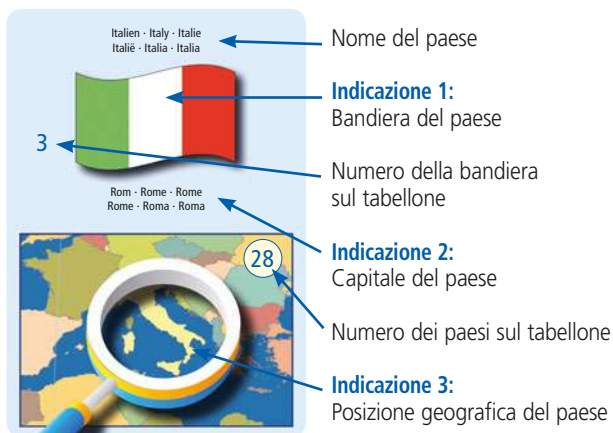 Italien · Italy · Italie
Italië · Italia · Italia
Nome del paese
Indicazione 1:
Bandiera del paese
3
Numero della bandiera
sul tabellone
Rom · Rome · Rome
Rome · Roma · Roma
Indicazione 2:
Capitale del paese
28
Numero dei paesi sul tabellone
Indicazione 3:
Posizione geografica del paese